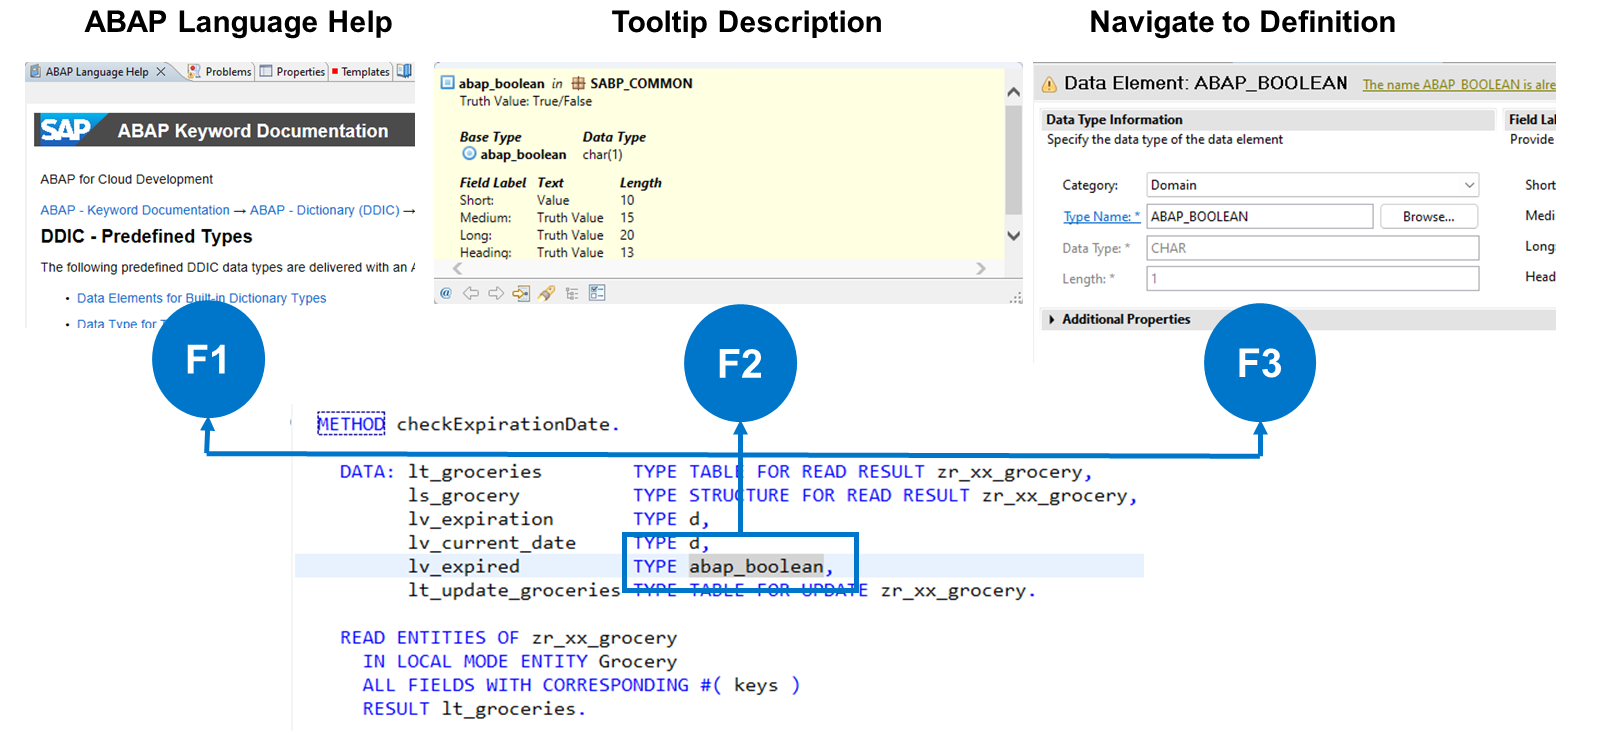 ABAP Language Help
Tooltip Description
Navigate to Definition
ABAP Language Help
Problems
Properties
Templates
SAP ABAP Keyword Documentation
ABAP for Cloud Development
ABAP - Keyword Documentation → ABAP - Dictionary (DDIC) →
DDIC - Predefined Types
The following predefined DDIC data types are delivered with an A
• Data Elements for Built-in Dictionary Types
• Data Type for T
abap_boolean in SABP_COMMON
Truth Value: True/False
Base Type Data Type
abap_boolean char(1)
Field Label Text Length
Short: Value 10
Medium: Truth Value 15
Long: Truth Value 20
Heading: Truth Value 13
Data Element: ABAP_BOOLEAN The name ABAP_BOOLEAN is alre
Data Type Information
Specify the data type of the data element
Category: Domain
Type Name: * ABAP_BOOLEAN Browse...
Data Type: * CHAR
Length: * 1
Additional Properties
Field Lal
Provide
Short
Medi
Long:
Head
F1
F2
F3
METHOD checkExpirationDate.
DATA: lt_groceries TYPE TABLE FOR READ RESULT zr_xx_grocery,
ls_grocery TYPE STRUCTURE FOR READ RESULT zr_xx_grocery,
lv_expiration TYPE d,
lv_current_date TYPE d,
lv_expired TYPE abap_boolean,
lt_update_groceries TYPE TABLE FOR UPDATE zr_xx_grocery.
READ ENTITIES OF zr_xx_grocery
IN LOCAL MODE ENTITY Grocery
ALL FIELDS WITH CORRESPONDING #( keys )
RESULT lt_groceries.